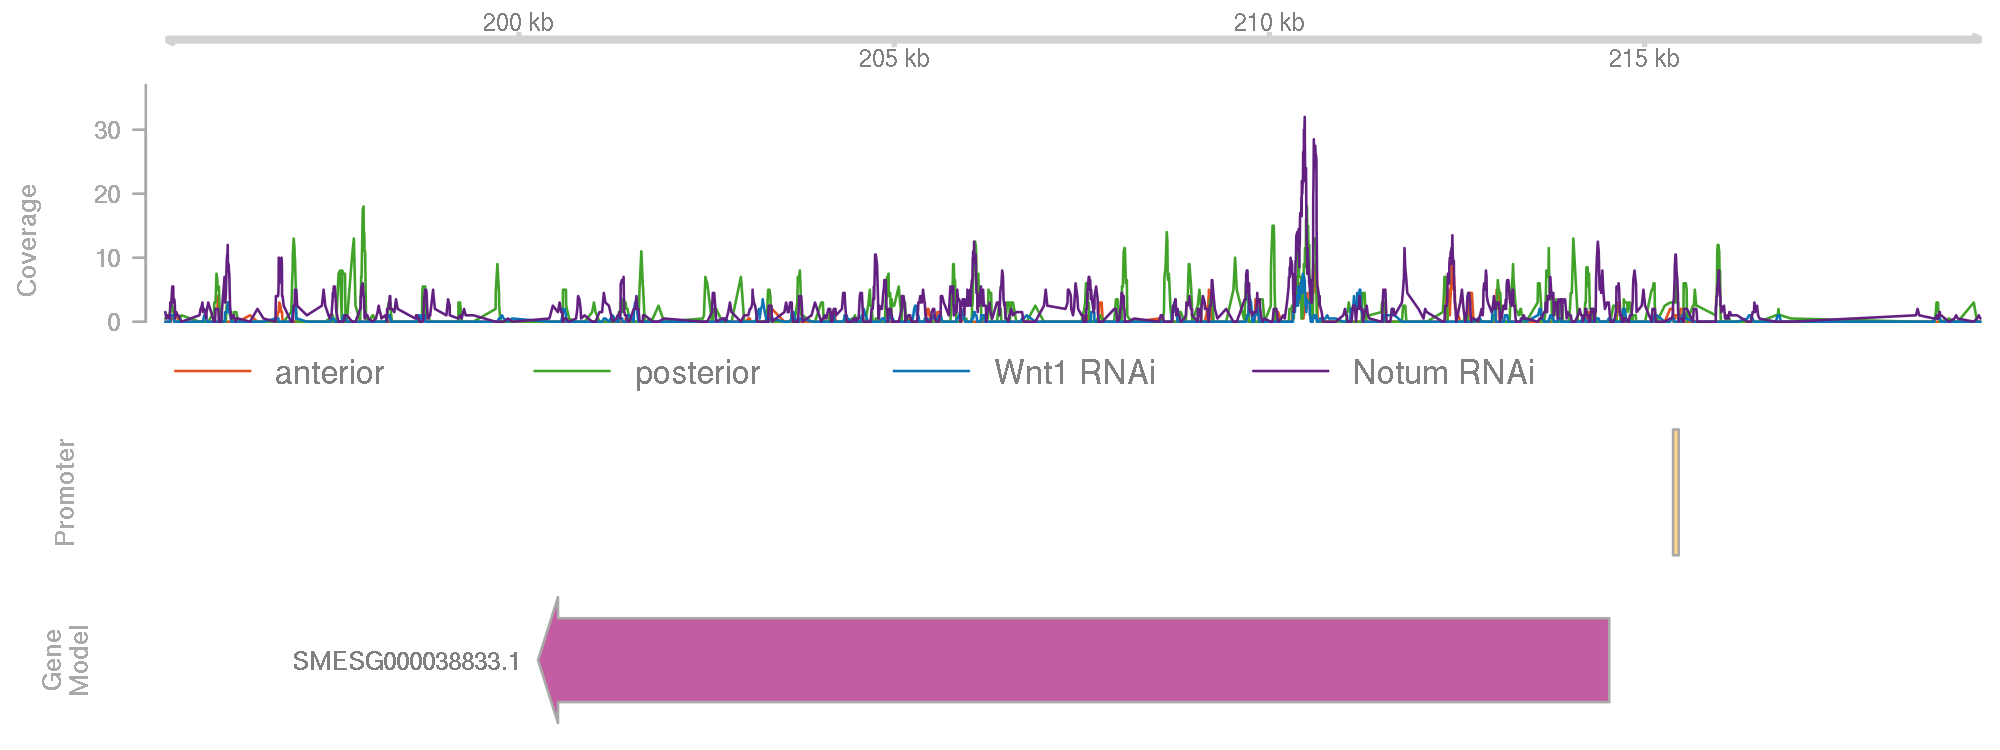 200 kb
210 kb
205 kb
215 kb
Coverage
30
20
10
0
anterior
posterior
Wnt1 RNAi
Notum RNAi
Promoter
0
Gene
Model
SMESG000038833.1